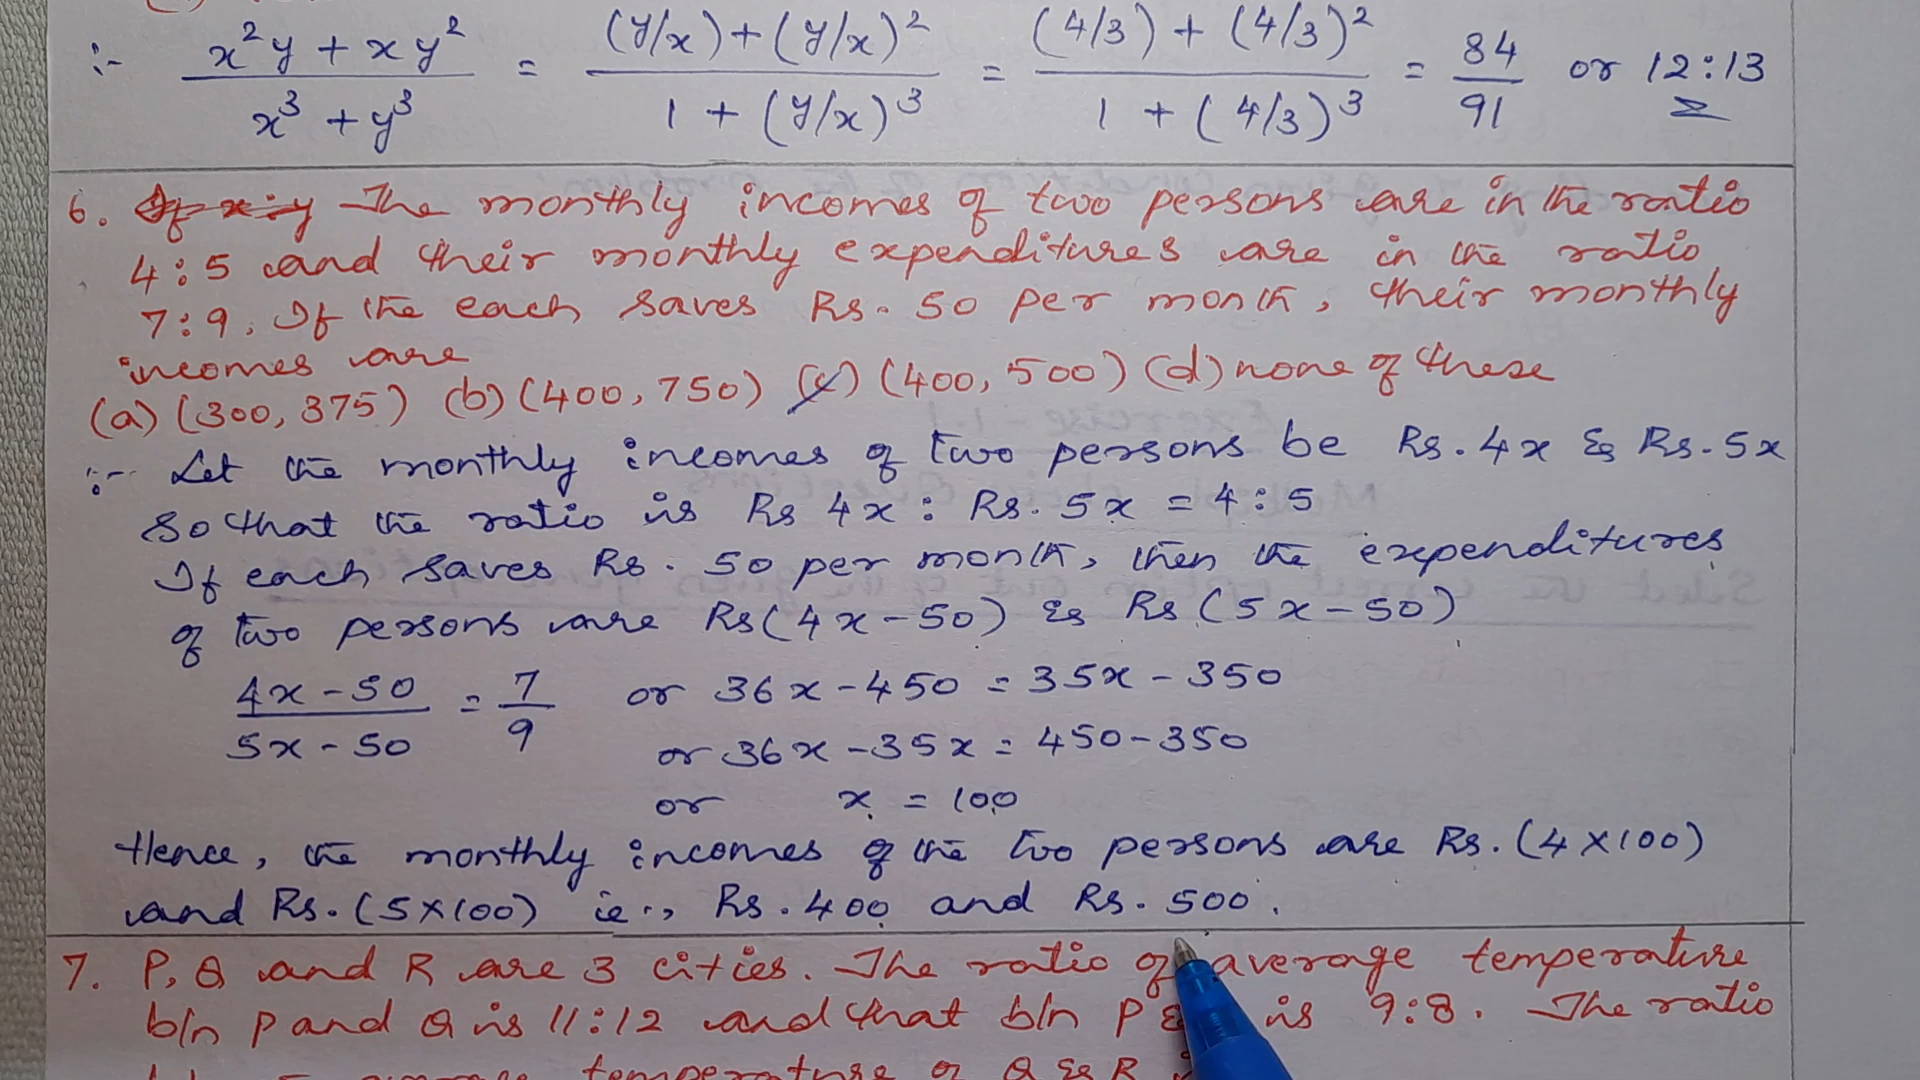 :- x²y + xy² / x³ + y³ = (y/x) + (y/x)² / 1 + (y/x)³ = (4/3) + (4/3)² / 1 + (4/3)³ = 84/91 or 12:13
6. If x:y The monthly incomes of two persons are in the ratio
4:5 and their monthly expenditures are in the ratio
7:9. If the each saves Rs. 50 per month, their monthly
incomes are
(a) (300, 375) (b) (400, 750) (c) (400, 500) (d) none of these
:- Let the monthly incomes of two persons be Rs. 4x & Rs. 5x
So that the ratio is Rs 4x : Rs. 5x = 4:5
If each saves Rs. 50 per month, then the expenditures
of two persons are Rs (4x - 50) & Rs (5x - 50)
4x - 50 / 5x - 50 = 7/9 or 36x - 450 = 35x - 350
or 36x - 35x = 450 - 350
or x = 100
Hence, the monthly incomes of the two persons are Rs. (4 × 100)
and Rs. (5×100) ie., Rs. 400 and Rs. 500.
7. P, Q and R are 3 cities. The ratio of average temperature
b/n P and Q is 11:12 and that b/n P & is 9:8. The ratio
temperature of Q & R